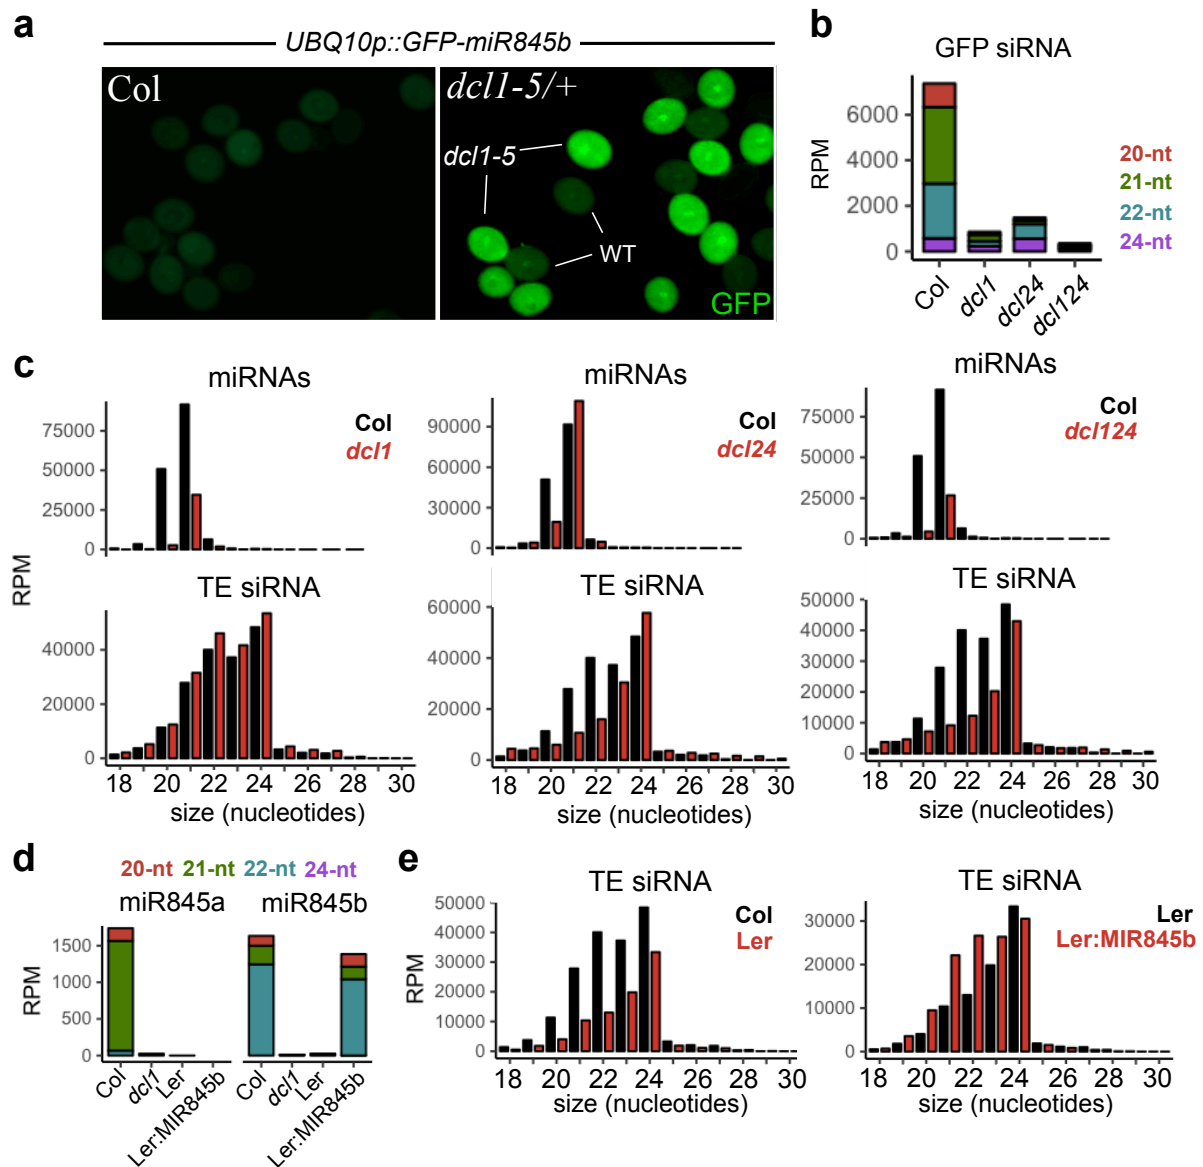 a
UBQ10p::GFP-miR845b
Col
dcl1-5/+
dcl1-5
WT
GFP
b
GFP siRNA
RPM
6000
4000
2000
0
20-nt
21-nt
22-nt
24-nt
Col
dcl1
dcl24
dcl124
c
miRNAs
Col
dcl1
75000
50000
25000
0
miRNAs
Col
dcl24
90000
60000
30000
0
miRNAs
Col
dcl124
75000
50000
25000
0
RPM
TE siRNA
40000
20000
0
18 20 22 24 26 28 30
size (nucleotides)
TE siRNA
60000
40000
20000
0
18 20 22 24 26 28 30
size (nucleotides)
TE siRNA
50000
40000
30000
20000
10000
0
18 20 22 24 26 28 30
size (nucleotides)
d
20-nt 21-nt 22-nt 24-nt
miR845a miR845b
RPM
1500
1000
500
0
Col
dcl1
Ler
Ler:MIR845b
Col
dcl1
Ler
Ler:MIR845b
e
TE siRNA
Col
Ler
RPM
50000
40000
30000
20000
10000
0
18 20 22 24 26 28 30
size (nucleotides)
TE siRNA
Ler
Ler:MIR845b
30000
20000
10000
0
18 20 22 24 26 28 30
size (nucleotides)